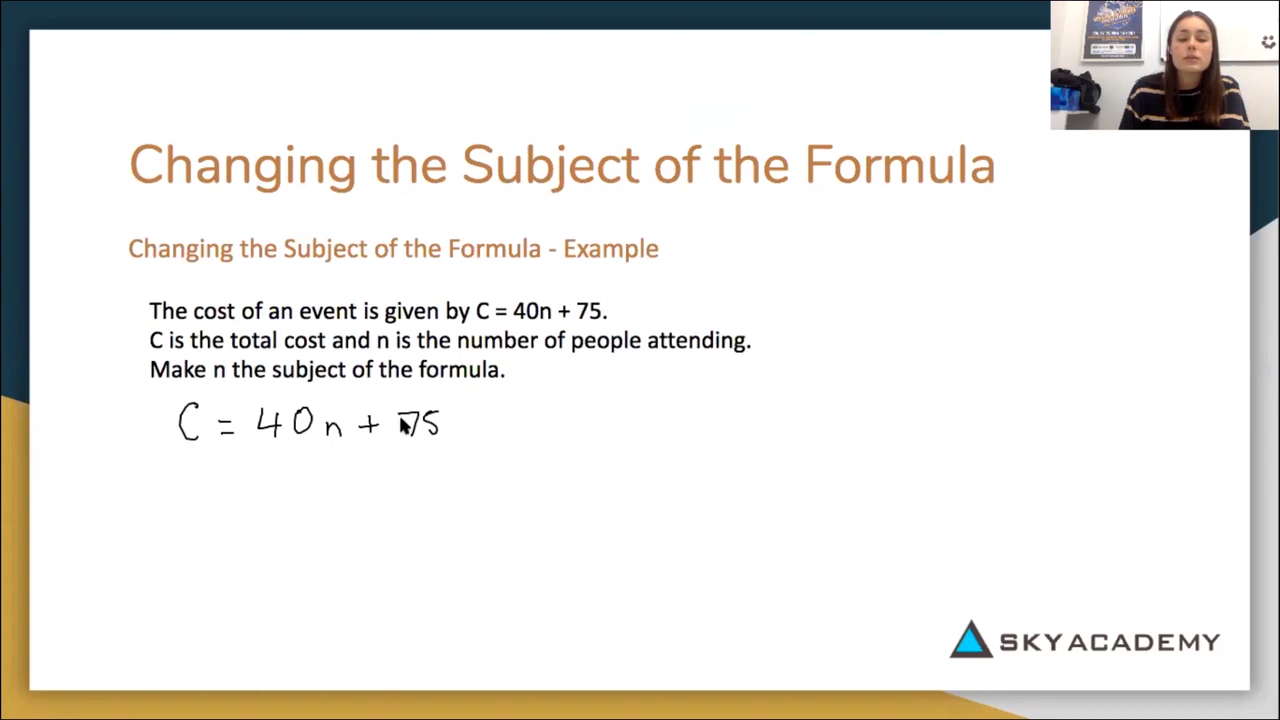 Changing the Subject of the Formula
Changing the Subject of the Formula - Example
The cost of an event is given by C = 40n + 75.
C is the total cost and n is the number of people attending.
Make n the subject of the formula.
C = 40n + 75
SKY ACADEMY